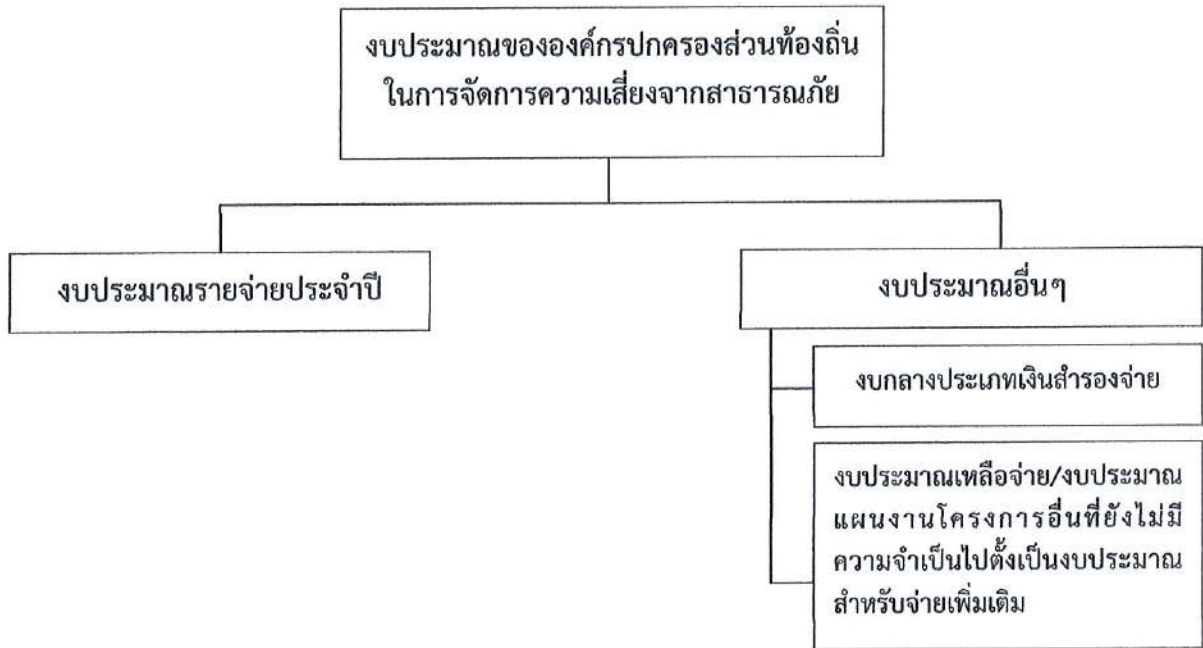 งบประมาณขององค์กรปกครองส่วนท้องถิ่น
ในการจัดการความเสี่ยงจากสาธารณภัย
งบประมาณรายจ่ายประจำปี
งบประมาณอื่นๆ
งบกลางประเภทเงินสำรองจ่าย
งบประมาณเหลือจ่าย/งบประมาณ
แผนงานโครงการอื่นที่ยังไม่มี
ความจำเป็นไปตั้งเป็นงบประมาณ
สำหรับจ่ายเพิ่มเติม